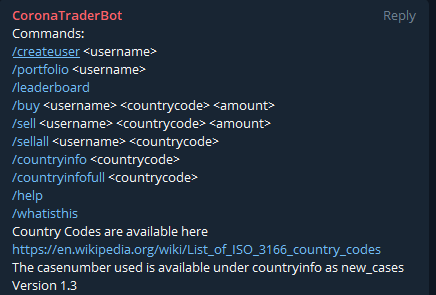 CoronaTraderBot Reply
Commands:
/createuser <username>
/portfolio <username>
/leaderboard
/buy <username> <countrycode> <amount>
/sell <username> <countrycode> <amount>
/sellall <username> <countrycode>
/countryinfo <countrycode>
/countryinfofull <countrycode>
/help
/whatisthis
Country Codes are available here
https://en.wikipedia.org/wiki/List_of_ISO_3166_country_codes
The casenumber used is available under countryinfo as new_cases
Version 1.3